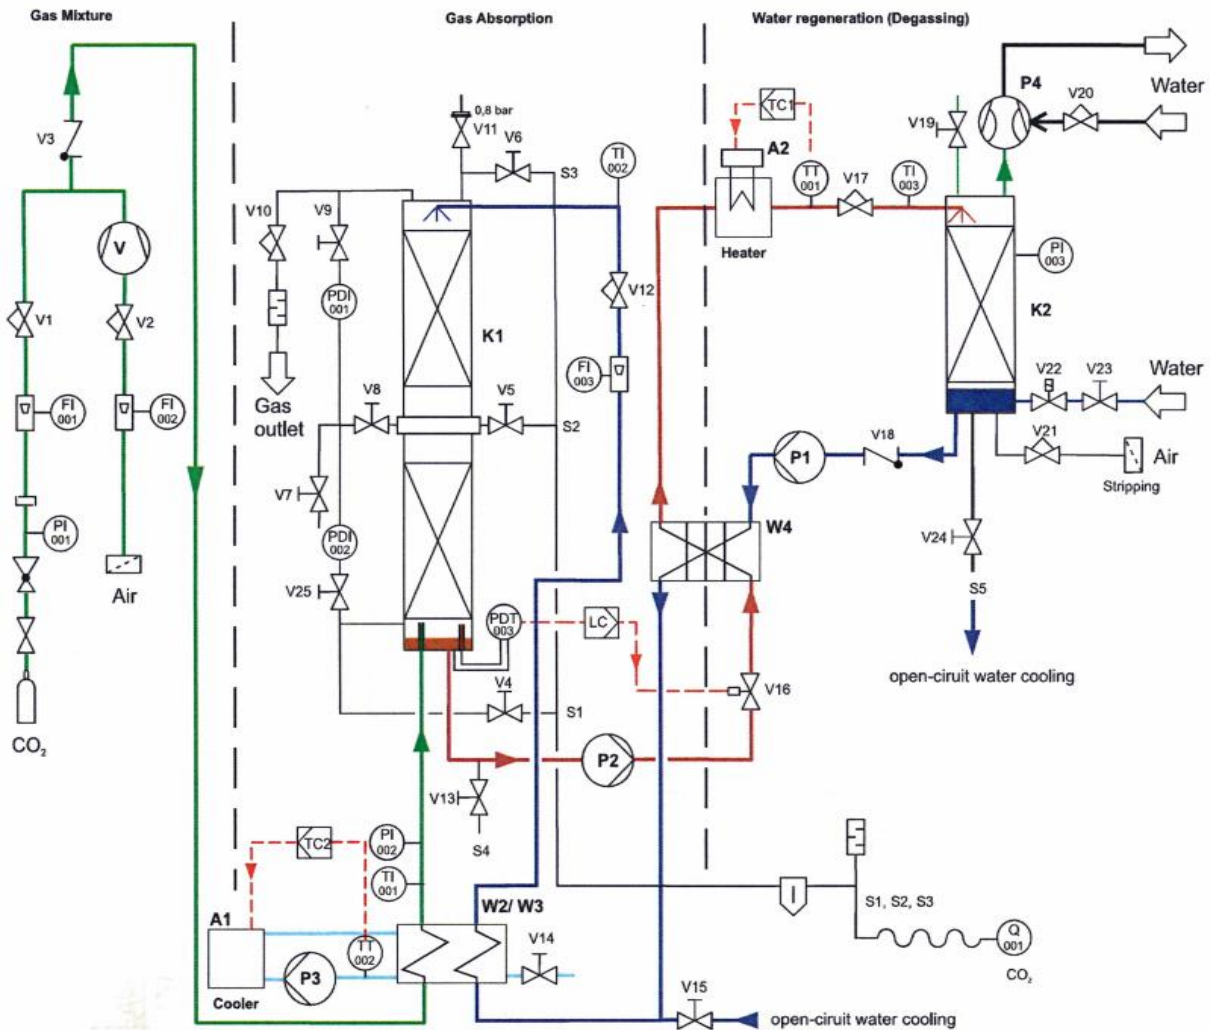 Gas Mixture
Gas Absorption
Water regeneration (Degassing)
V3
V
V1
V2
FI
001
FI
002
PI
001
Air
CO₂
0,8 bar
V11
V6
S3
TI
002
V10
V9
PDI
001
K1
V12
FI
003
Gas
outlet
V8
V5
S2
V7
PDI
002
V25
PDT
003
LC
V4
S1
P2
V13
S4
V16
TC2
PI
002
TI
001
A1
TT
002
P3
Cooler
W2/ W3
V14
V15
open-ciruit water cooling
TC1
A2
TT
001
V17
TI
003
Heater
P4
Water
V20
V19
PI
003
K2
Water
V22
V23
V21
Air
Stripping
V18
P1
W4
V24
S5
open-ciruit water cooling
I
S1, S2, S3
Q
001
CO₂